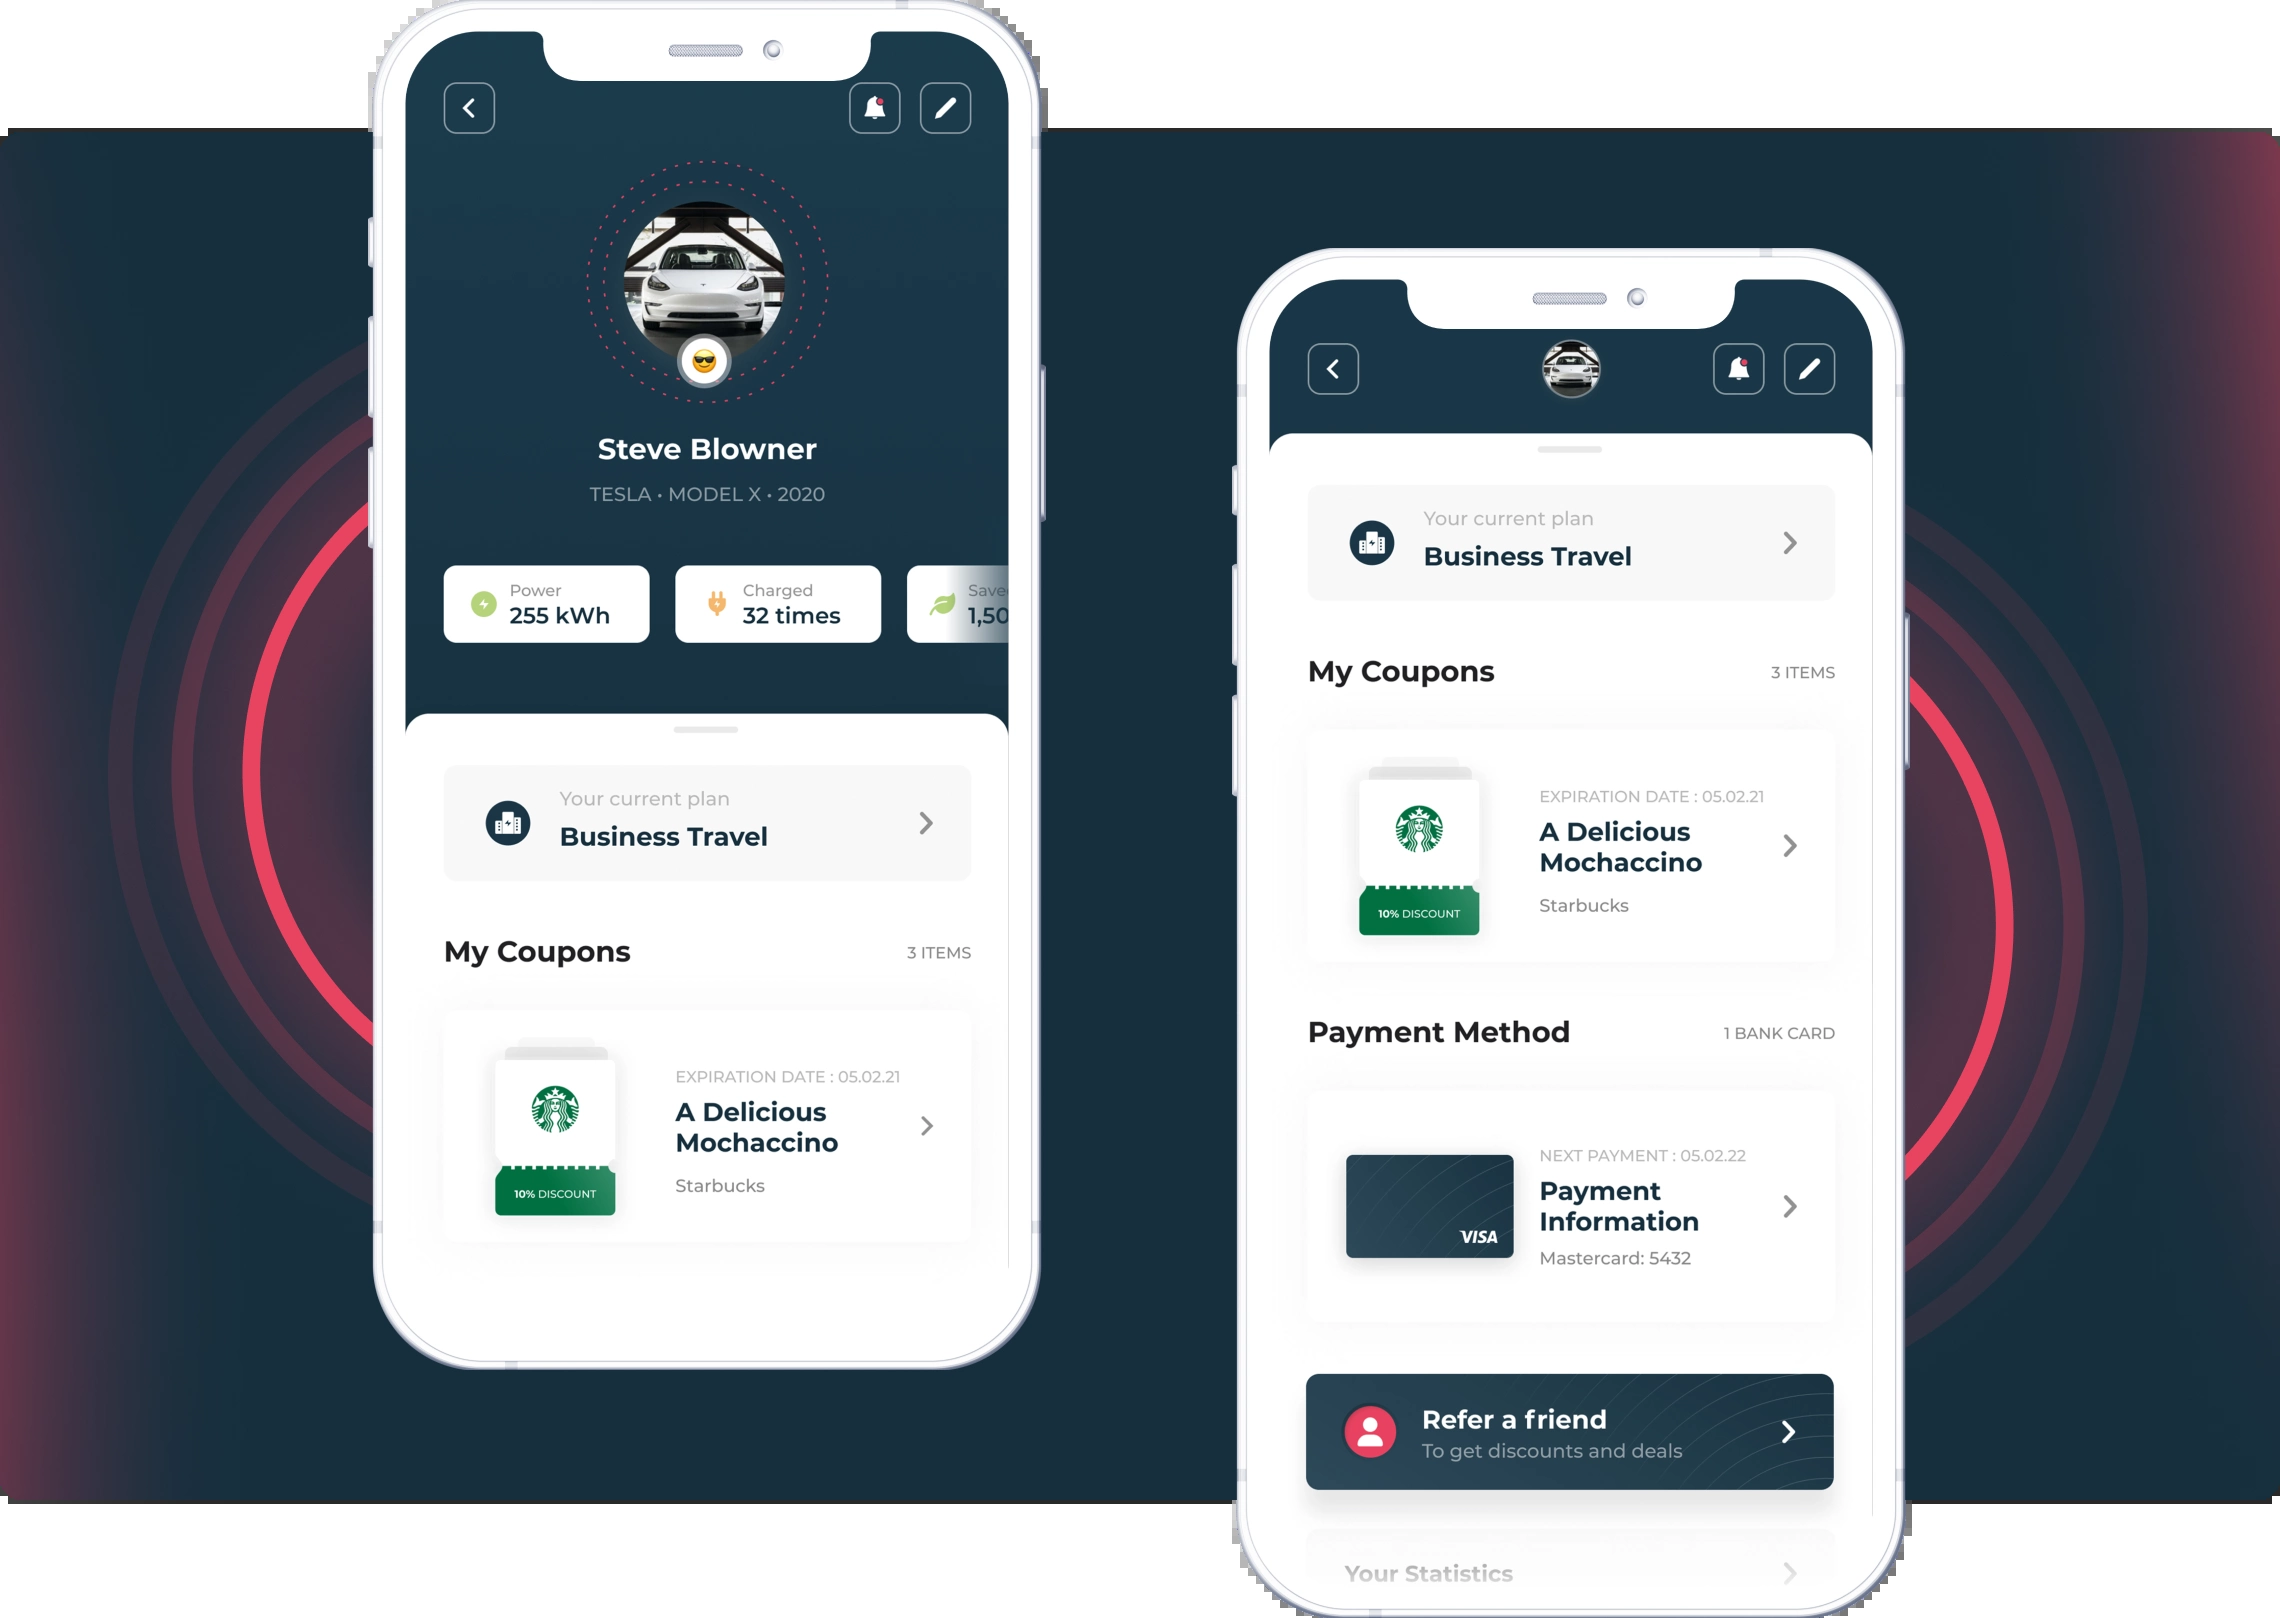 Steve Blowner
TESLA • MODEL X • 2020
Power
255 kWh
Charged
32 times
Your current plan
Business Travel
My Coupons
3 ITEMS
10% DISCOUNT
EXPIRATION DATE : 05.02.21
A Delicious
Mochaccino
Starbucks
Your current plan
Business Travel
My Coupons
3 ITEMS
10% DISCOUNT
EXPIRATION DATE : 05.02.21
A Delicious
Mochaccino
Starbucks
Payment Method
1 BANK CARD
VISA
NEXT PAYMENT : 05.02.22
Payment
Information
Mastercard: 5432
Refer a friend
To get discounts and deals
Your Statistics